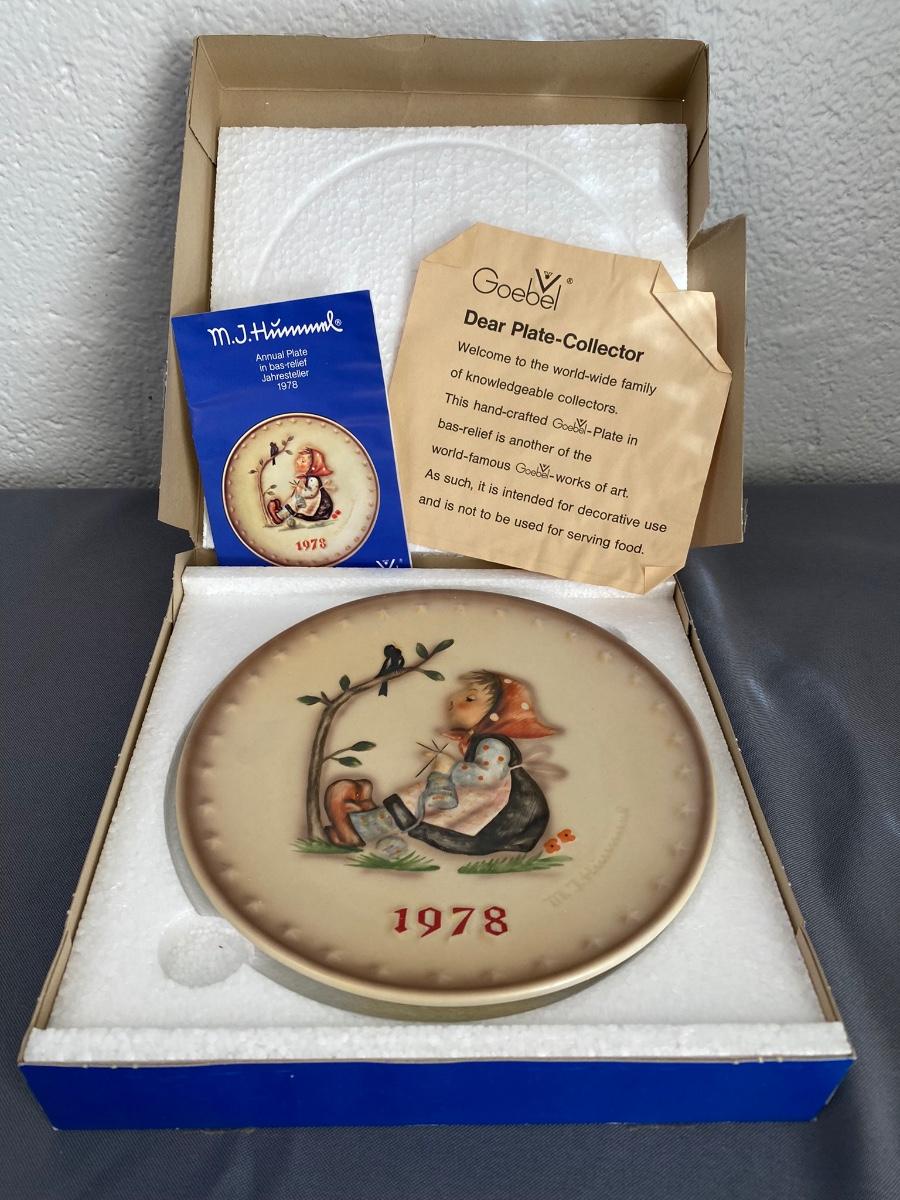 M.J.Hummel®
Annual Plate
in bas-relief
Jahresteller
1978
1978
Goebel®
Dear Plate-Collector
Welcome to the world-wide family
of knowledgeable collectors.
This hand-crafted Goebel-Plate in
bas-relief is another of the
world-famous Goebel-works of art.
As such, it is intended for decorative use
and is not to be used for serving food.
M.J.Hummel
1978